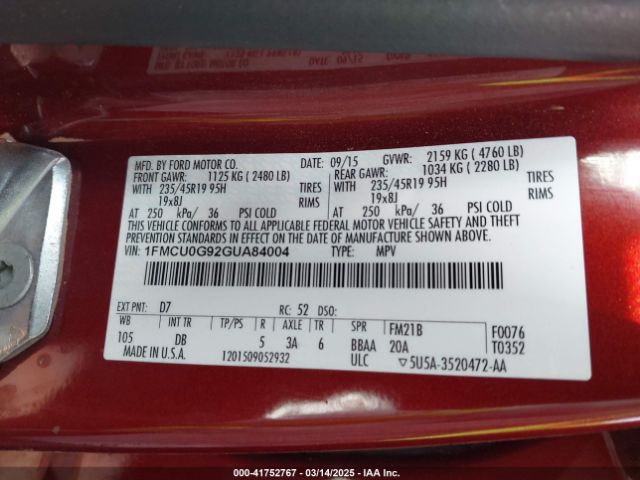 MFD. BY FORD MOTOR CO. DATE: 09/15 GVWR: 2159 KG ( 4760 LB)
FRONT GAWR: 1125 KG ( 2480 LB) REAR GAWR: 1034 KG ( 2280 LB)
WITH 235/45R19 95H TIRES WITH 235/45R19 95H TIRES
19x8J RIMS 19x8J RIMS
AT 250 kPa/ 36 PSI COLD AT 250 kPa/ 36 PSI COLD
THIS VEHICLE CONFORMS TO ALL APPLICABLE FEDERAL MOTOR VEHICLE SAFETY AND THEFT
PREVENTION STANDARDS IN EFFECT ON THE DATE OF MANUFACTURE SHOWN ABOVE.
VIN: 1FMCU0G92GUA84004 TYPE: MPV
EXT PNT: D7 RC: 52 DSO:
WB INT TR TP/PS R AXLE TR SPR FM21B F0076
105 DB 5 3A 6 BBAA 20A T0352
MADE IN U.S.A. 1201509052932 ULC ▽5U5A-3520472-AA
000-41752767 - 03/14/2025 - IAA Inc.